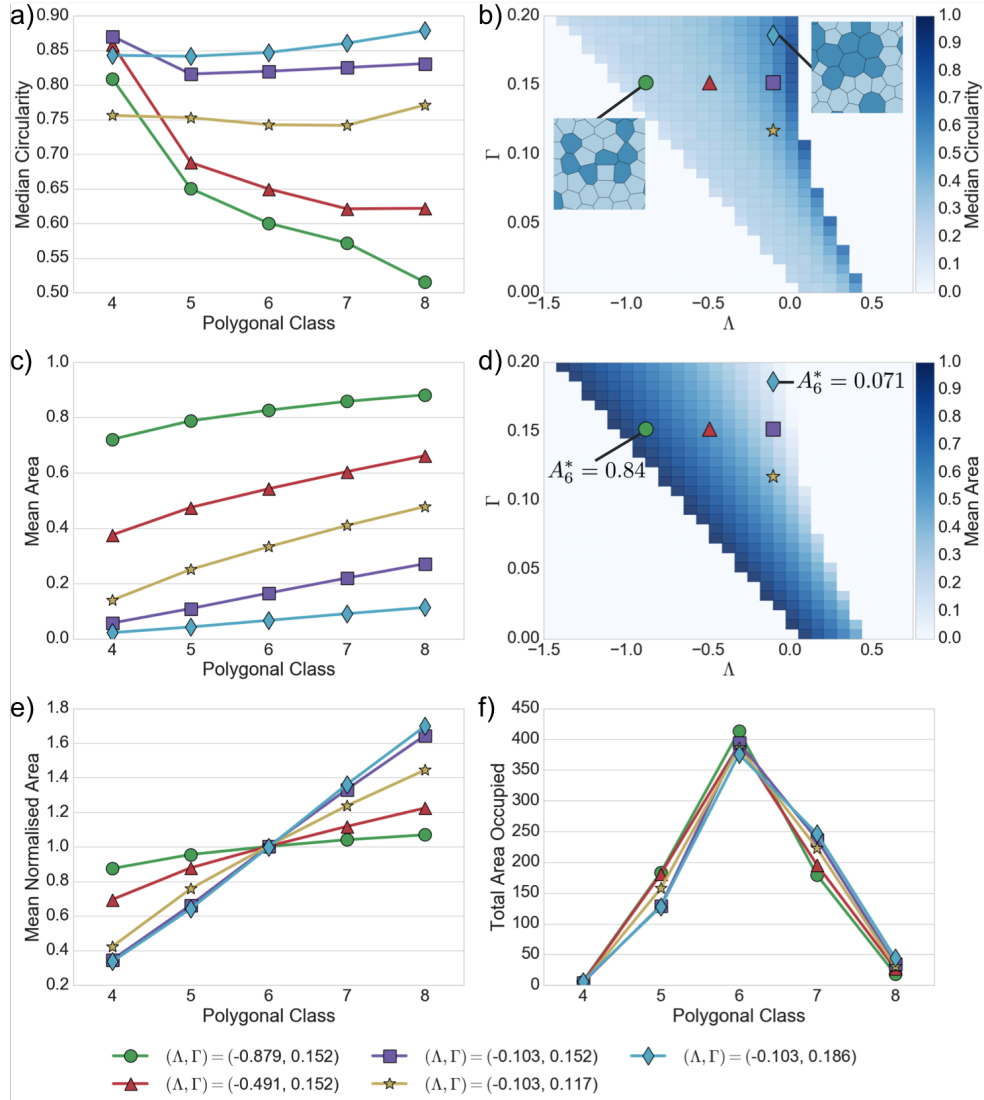 a)
0.90
0.85
0.80
0.75
0.70
0.65
0.60
0.55
0.50
Median Circularity
4 5 6 7 8
Polygonal Class
b)
0.20
0.15
0.10
0.05
0.00
Γ
−1.5 −1.0 −0.5 0.0 0.5
Λ
1.0
0.9
0.8
0.7
0.6
0.5
0.4
0.3
0.2
0.1
0.0
Median Circularity
c)
1.0
0.8
0.6
0.4
0.2
0.0
Mean Area
4 5 6 7 8
Polygonal Class
d)
0.20
0.15
0.10
0.05
0.00
Γ
A₆* = 0.071
A₆* = 0.84
−1.5 −1.0 −0.5 0.0 0.5
Λ
1.0
0.9
0.8
0.7
0.6
0.5
0.4
0.3
0.2
0.1
0.0
Mean Area
e)
1.8
1.6
1.4
1.2
1.0
0.8
0.6
0.4
0.2
Mean Normalised Area
4 5 6 7 8
Polygonal Class
f)
450
400
350
300
250
200
150
100
50
0
Total Area Occupied
4 5 6 7 8
Polygonal Class
(Λ, Γ) = (-0.879, 0.152)
(Λ, Γ) = (-0.103, 0.152)
(Λ, Γ) = (-0.103, 0.186)
(Λ, Γ) = (-0.491, 0.152)
(Λ, Γ) = (-0.103, 0.117)